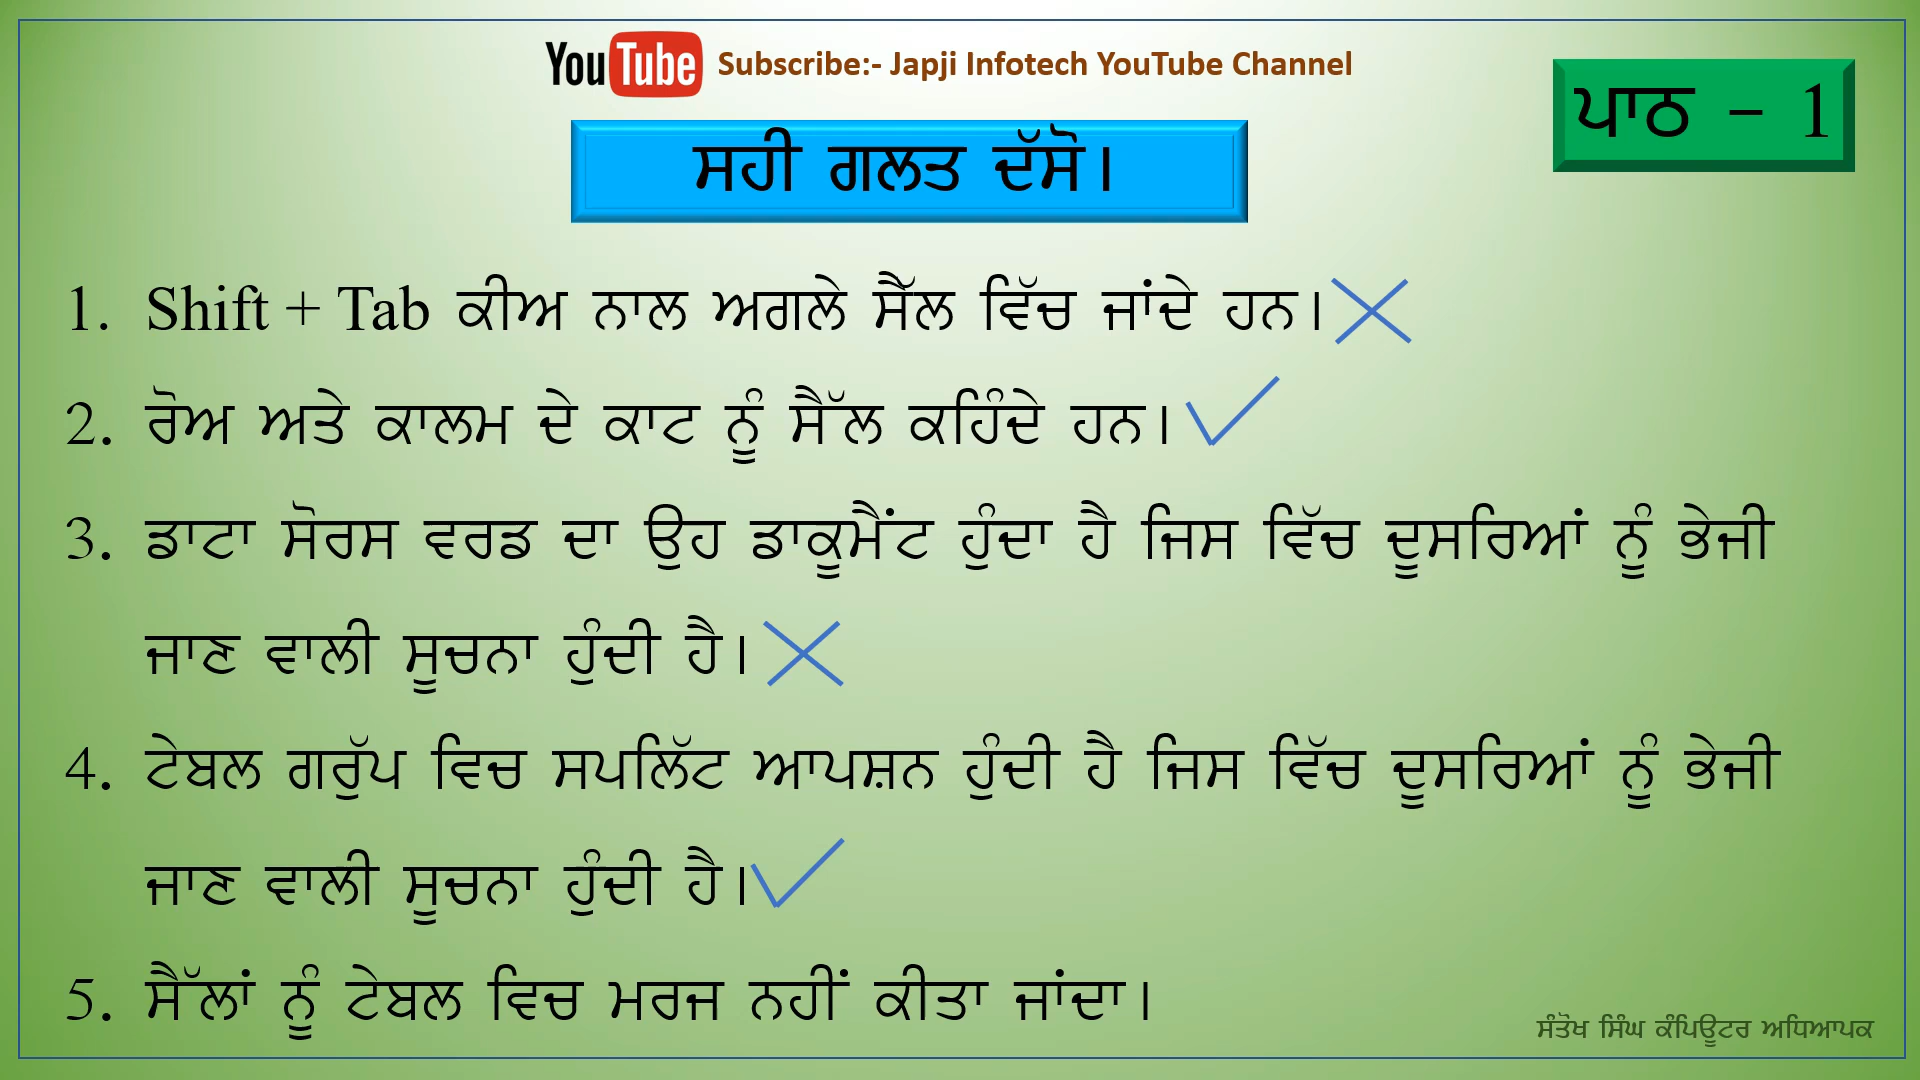 YouTube Subscribe:- Japji Infotech YouTube Channel
ਪਾਠ – 1
ਸਹੀ ਗਲਤ ਦੱਸੋ।
1. Shift + Tab ਕੀਅ ਨਾਲ ਅਗਲੇ ਸੈੱਲ ਵਿੱਚ ਜਾਂਦੇ ਹਨ।
2. ਰੋਅ ਅਤੇ ਕਾਲਮ ਦੇ ਕਾਟ ਨੂੰ ਸੈੱਲ ਕਹਿੰਦੇ ਹਨ।
3. ਡਾਟਾ ਸੋਰਸ ਵਰਡ ਦਾ ਉਹ ਡਾਕੂਮੈਂਟ ਹੁੰਦਾ ਹੈ ਜਿਸ ਵਿੱਚ ਦੂਸਰਿਆਂ ਨੂੰ ਭੇਜੀ
ਜਾਣ ਵਾਲੀ ਸੂਚਨਾ ਹੁੰਦੀ ਹੈ।
4. ਟੇਬਲ ਗਰੁੱਪ ਵਿਚ ਸਪਲਿੱਟ ਆਪਸ਼ਨ ਹੁੰਦੀ ਹੈ ਜਿਸ ਵਿੱਚ ਦੂਸਰਿਆਂ ਨੂੰ ਭੇਜੀ
ਜਾਣ ਵਾਲੀ ਸੂਚਨਾ ਹੁੰਦੀ ਹੈ।
5. ਸੈੱਲਾਂ ਨੂੰ ਟੇਬਲ ਵਿਚ ਮਰਜ ਨਹੀਂ ਕੀਤਾ ਜਾਂਦਾ।
ਸੰਤੋਖ ਸਿੰਘ ਕੰਪਿਊਟਰ ਅਧਿਆਪਕ